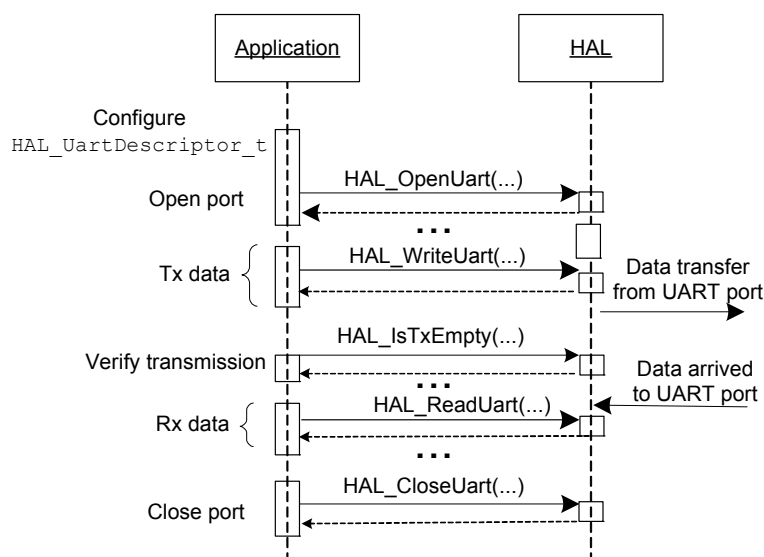 Application
HAL
Configure
HAL_UartDescriptor_t
HAL_OpenUart(...)
Open port
...
HAL_WriteUart(...)
Tx data
Data transfer
from UART port
HAL_IsTxEmpty(...)
Verify transmission
Data arrived
to UART port
...
HAL_ReadUart(...)
Rx data
...
HAL_CloseUart(...)
Close port